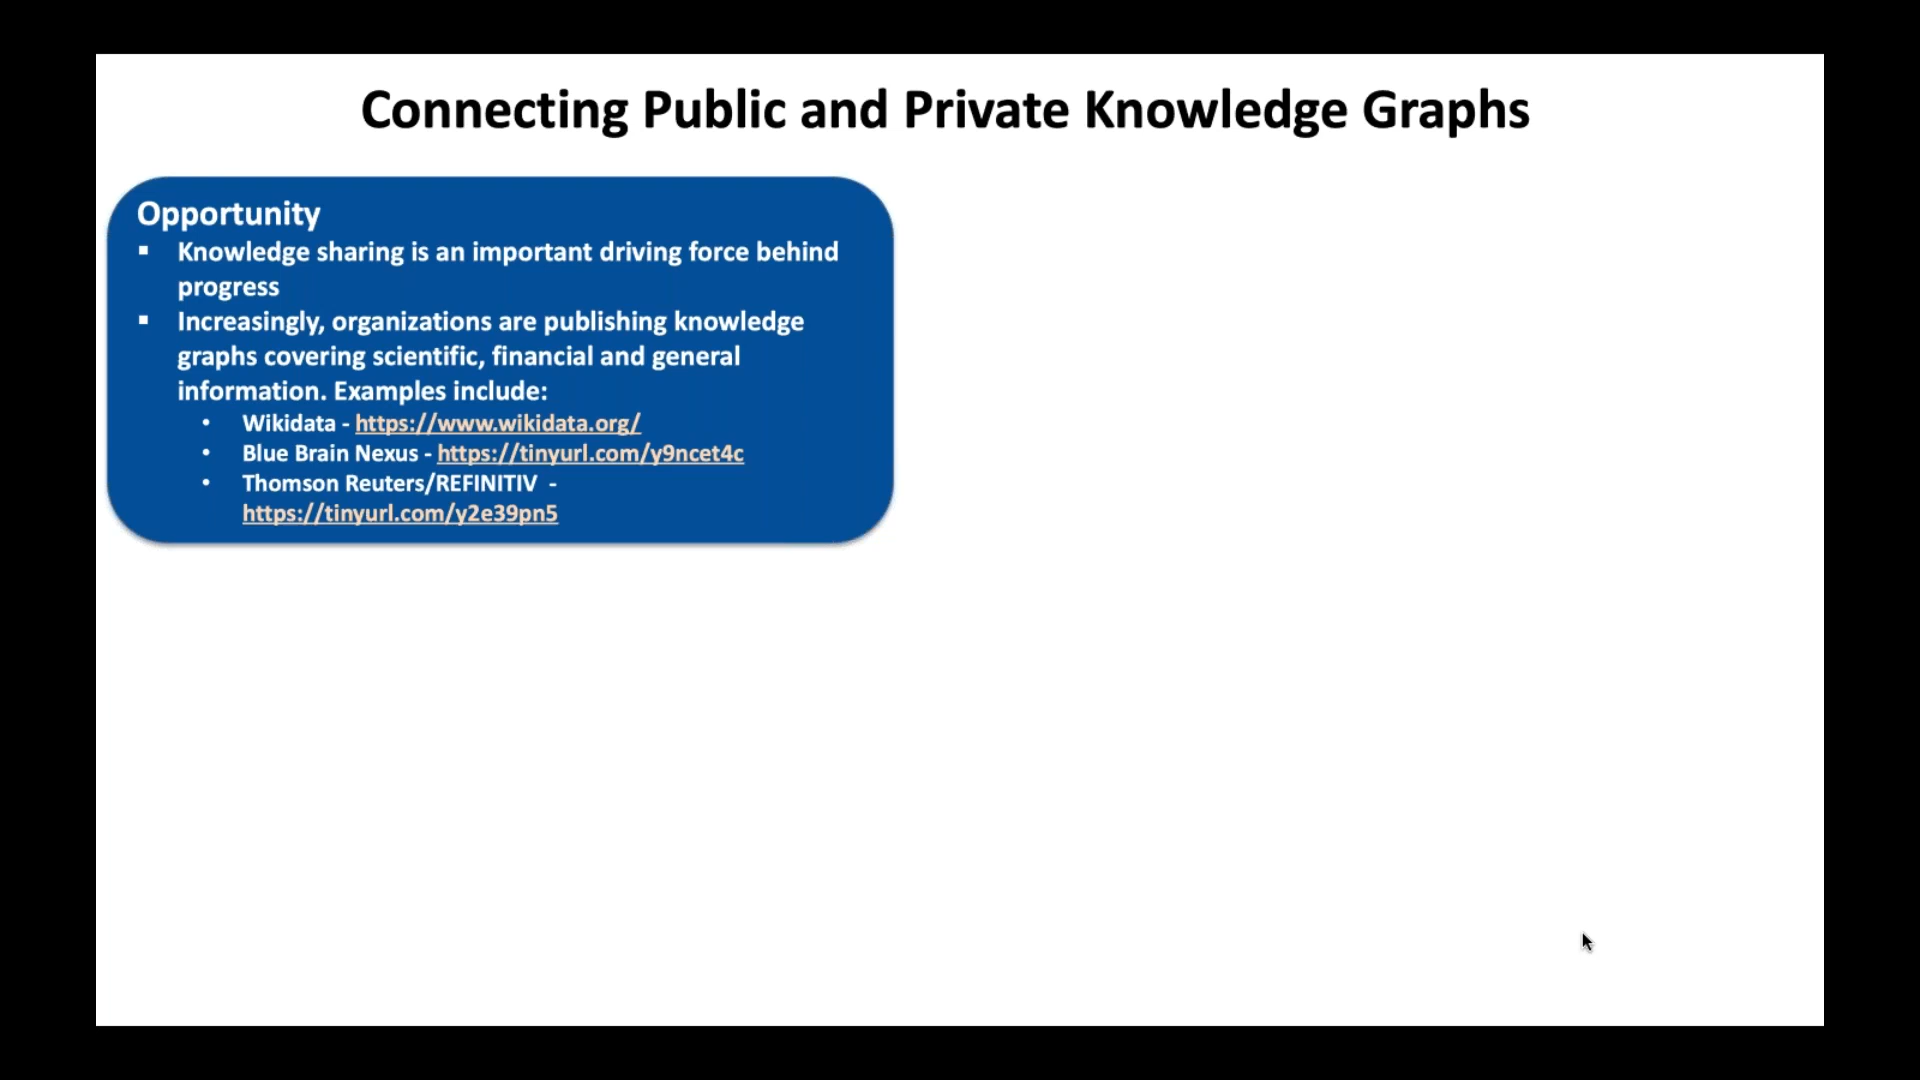 Connecting Public and Private Knowledge Graphs
Opportunity
▪ Knowledge sharing is an important driving force behind
progress
▪ Increasingly, organizations are publishing knowledge
graphs covering scientific, financial and general
information. Examples include:
• Wikidata - https://www.wikidata.org/
• Blue Brain Nexus - https://tinyurl.com/y9ncet4c
• Thomson Reuters/REFINITIV -
https://tinyurl.com/y2e39pn5